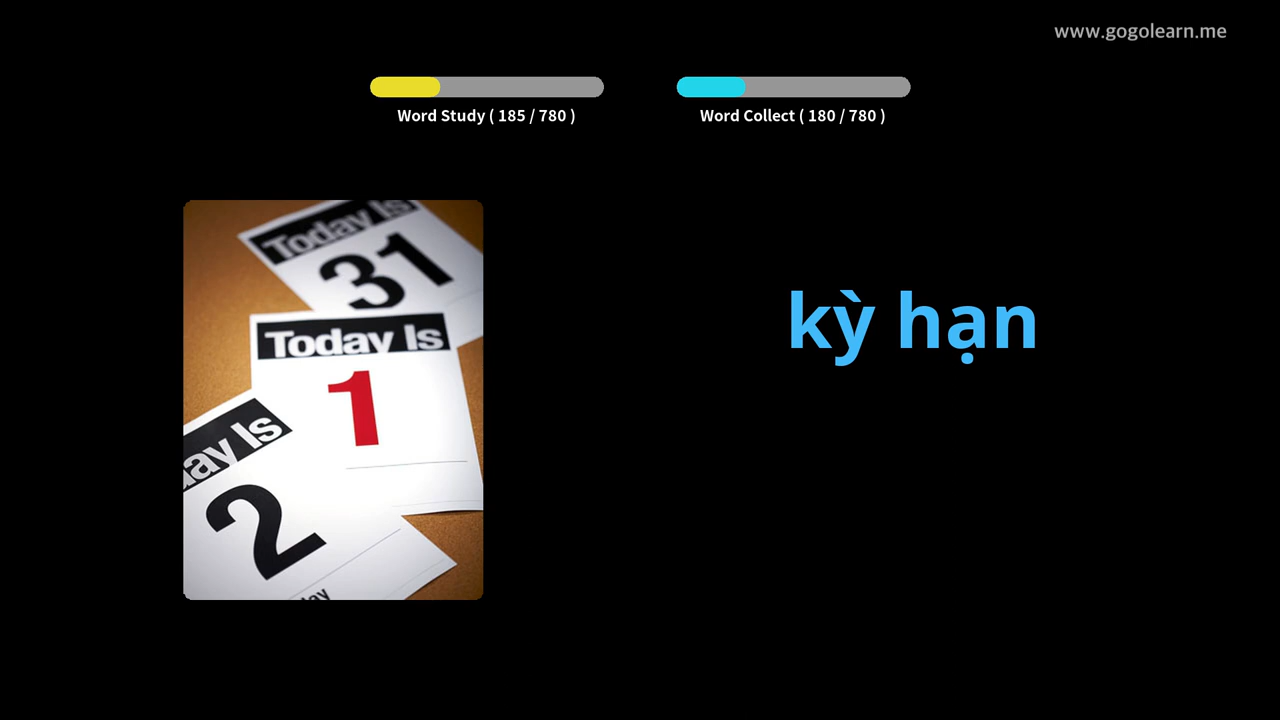 www.gogolearn.me
Word Study ( 185 / 780 )
Word Collect ( 180 / 780 )
Today Is
31
Today Is
1
ay Is
2
kỳ hạn